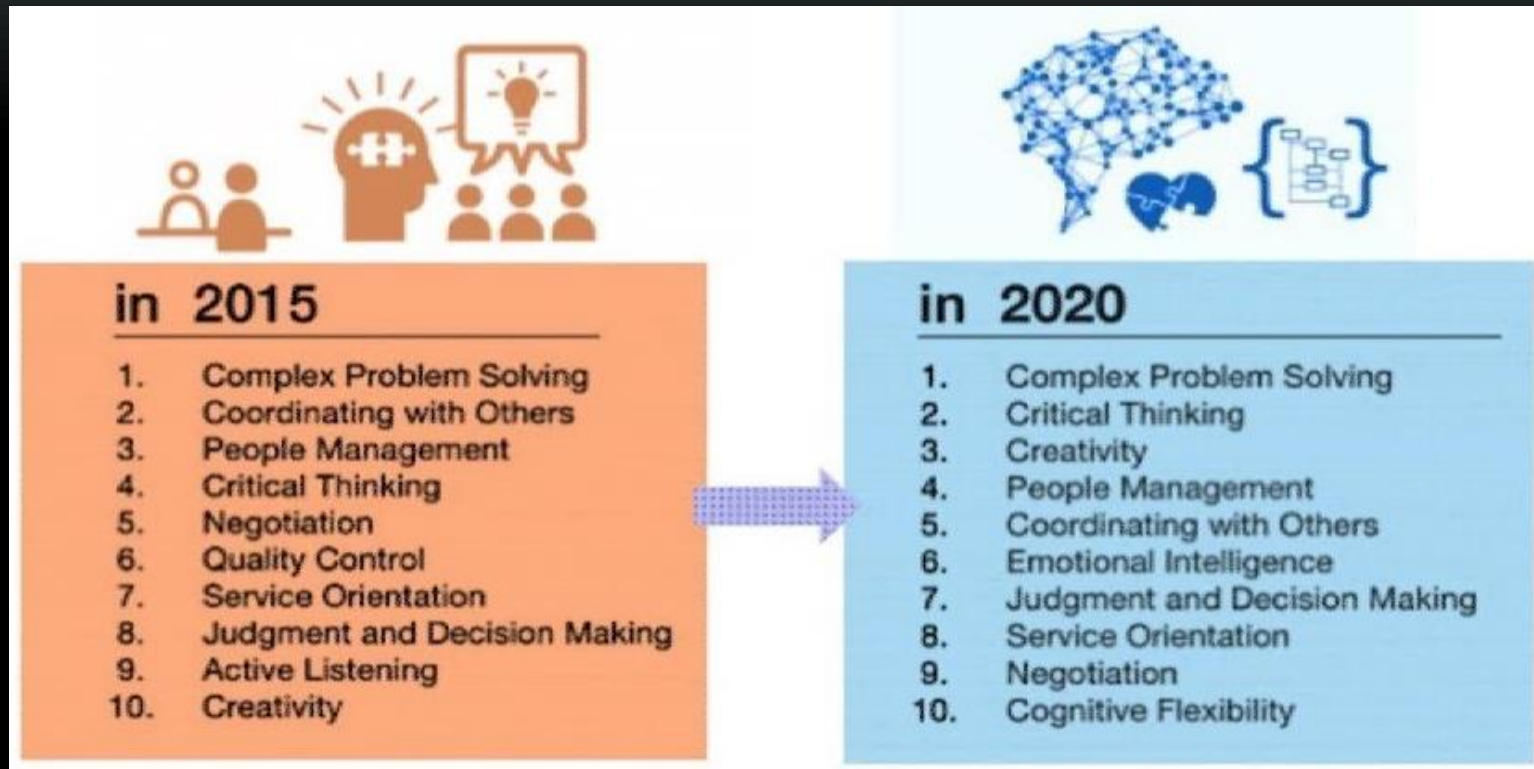 in 2015
1. Complex Problem Solving
2. Coordinating with Others
3. People Management
4. Critical Thinking
5. Negotiation
6. Quality Control
7. Service Orientation
8. Judgment and Decision Making
9. Active Listening
10. Creativity
in 2020
1. Complex Problem Solving
2. Critical Thinking
3. Creativity
4. People Management
5. Coordinating with Others
6. Emotional Intelligence
7. Judgment and Decision Making
8. Service Orientation
9. Negotiation
10. Cognitive Flexibility